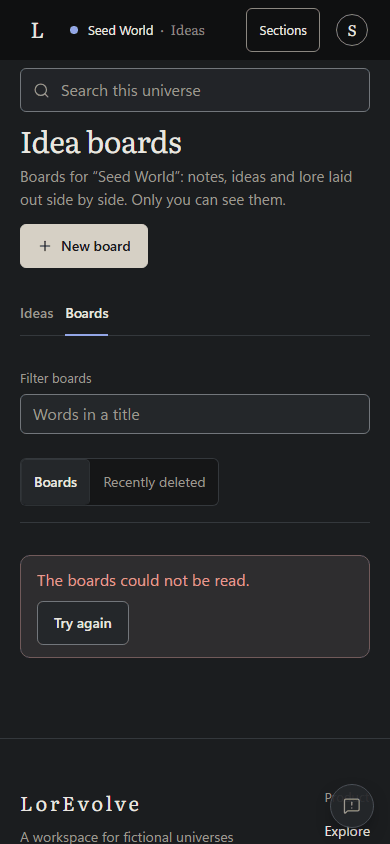 L
Seed World · Ideas
Sections
S
Search this universe
Idea boards
Boards for “Seed World”: notes, ideas and lore laid
out side by side. Only you can see them.
+ New board
Ideas
Boards
Filter boards
Words in a title
Boards
Recently deleted
The boards could not be read.
Try again
LorEvolve
A workspace for fictional universes
Explore